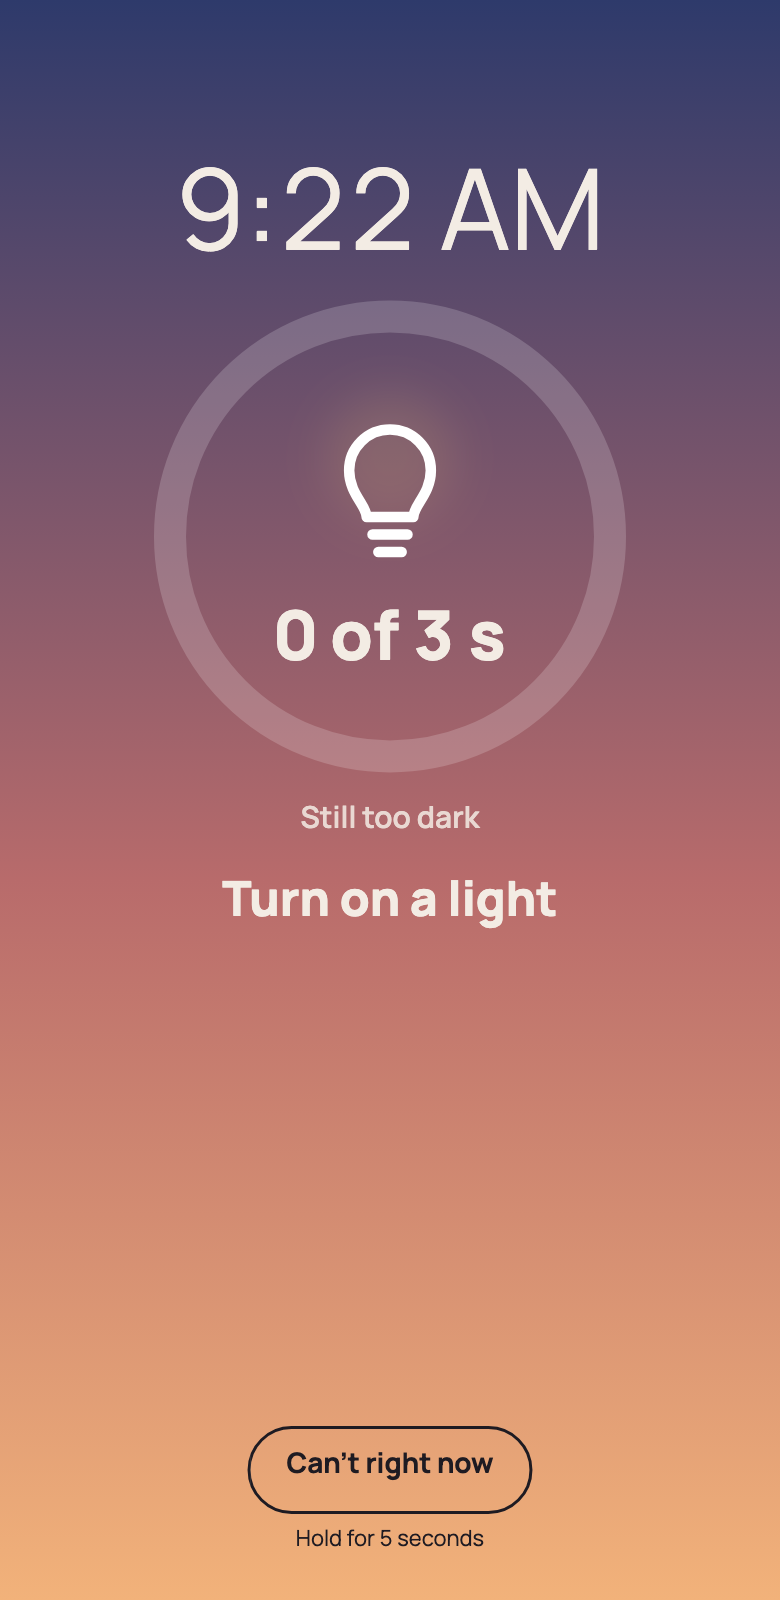 9:22 AM
0 of 3 s
Still too dark
Turn on a light
Can’t right now
Hold for 5 seconds